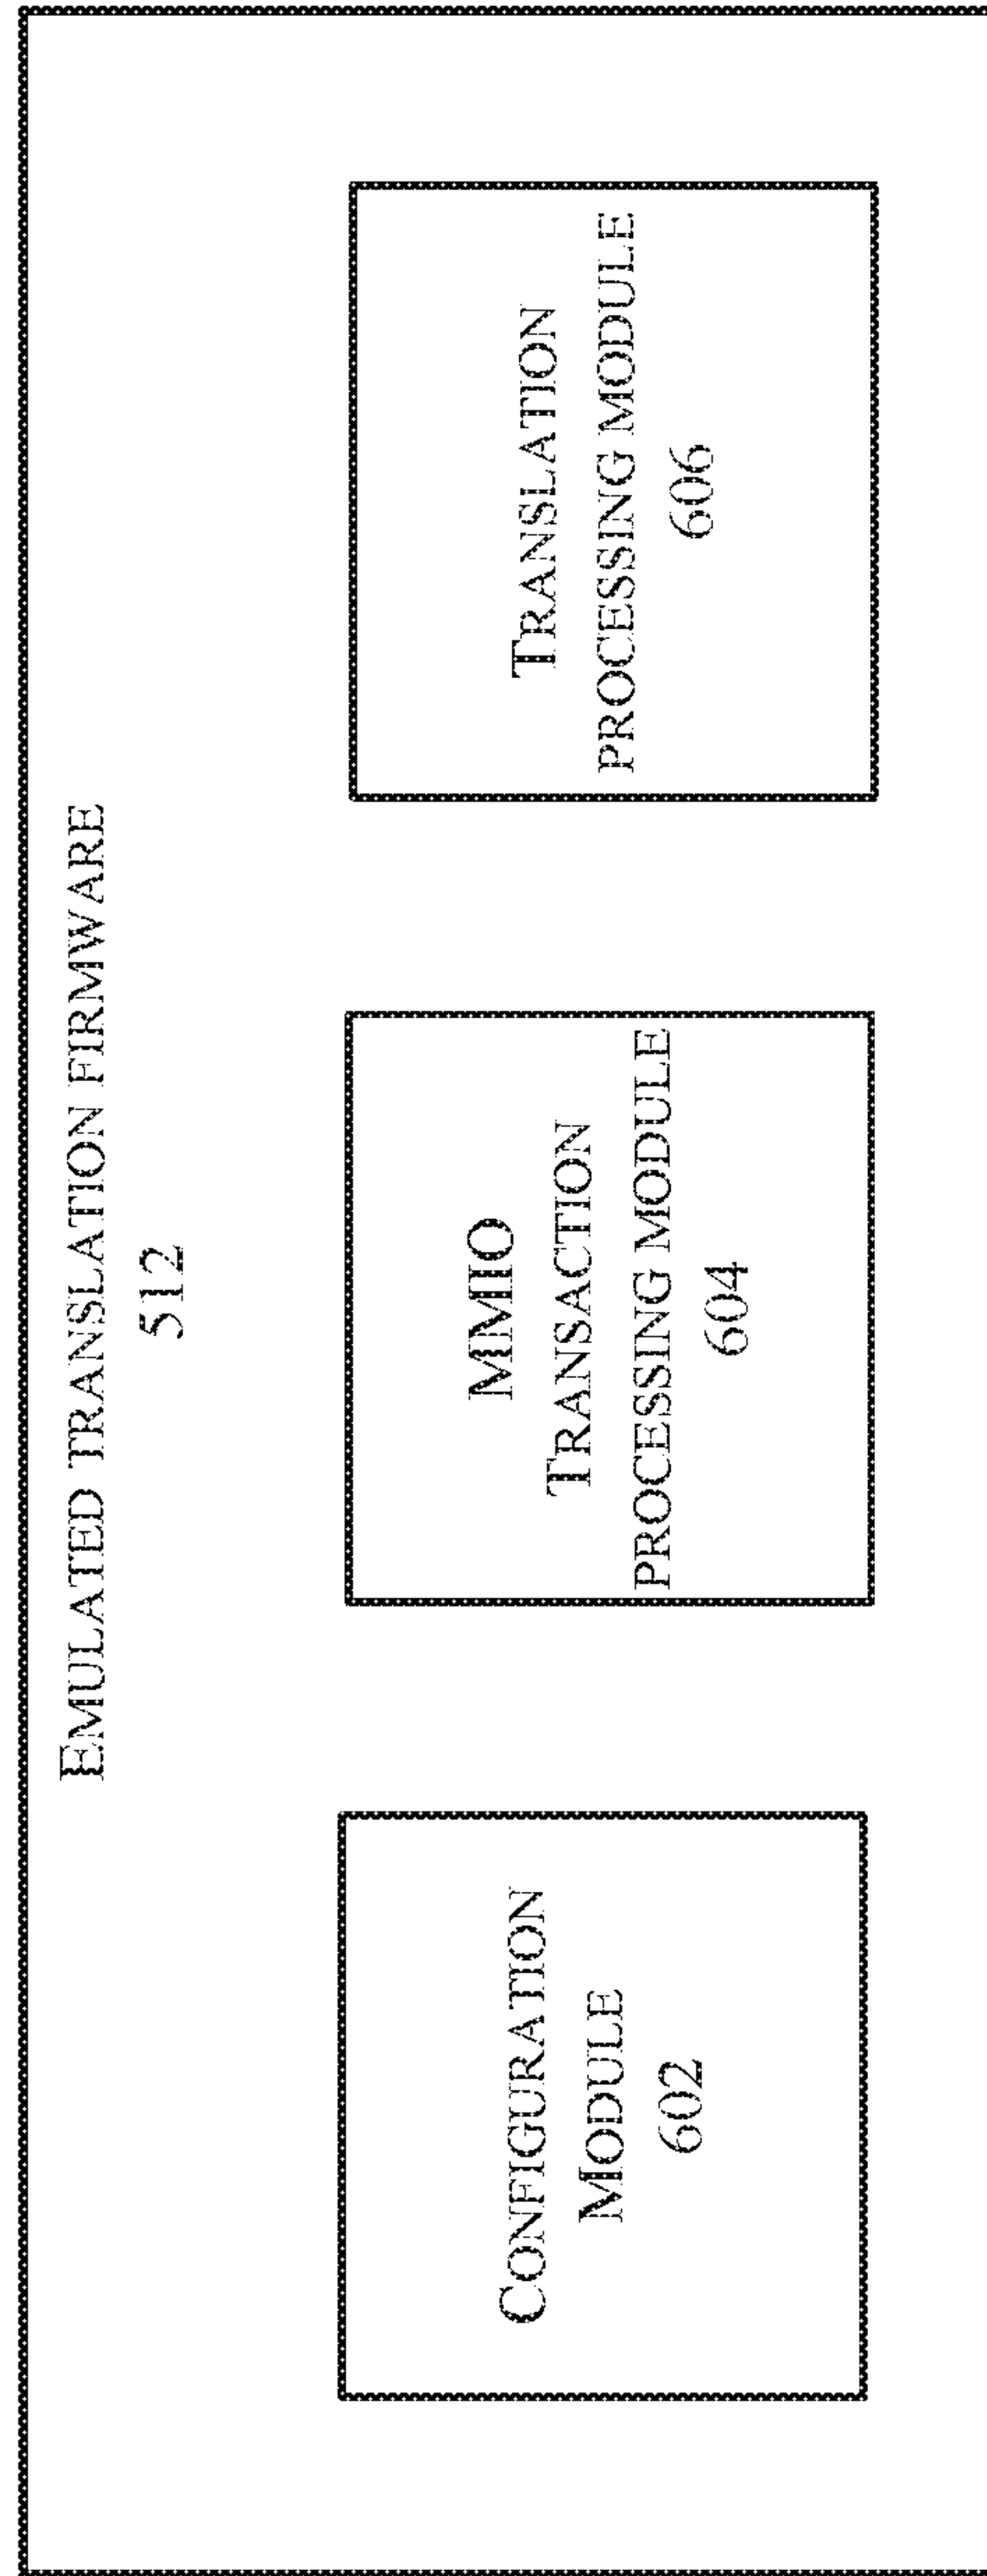 EMULATED TRANSLATION FIRMWARE
512
CONFIGURATION
MODULE
602
MMIO
TRANSACTION
PROCESSING MODULE
604
TRANSLATION
PROCESSING MODULE
606